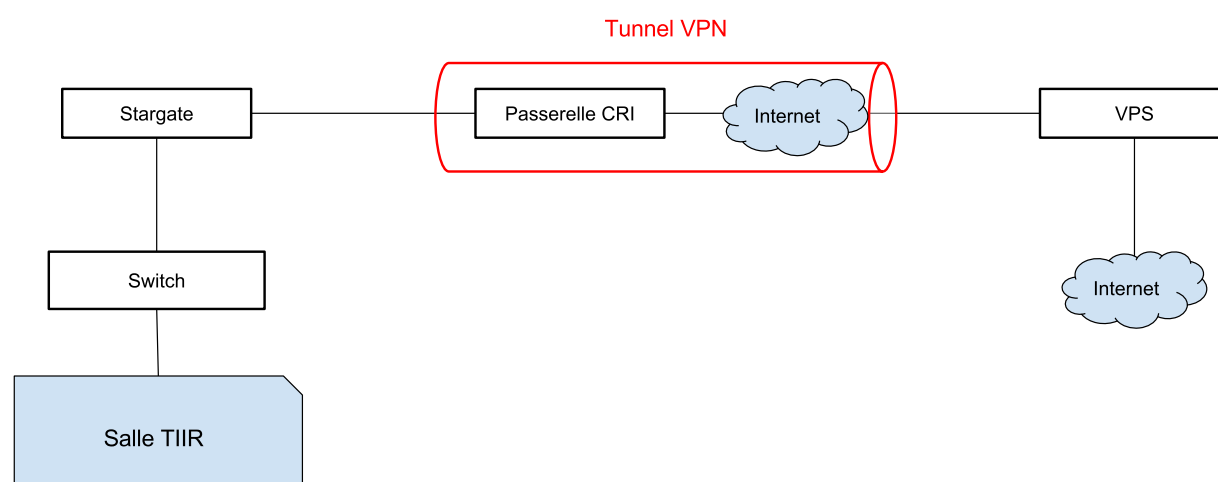 Tunnel VPN
Stargate
Passerelle CRI
Internet
VPS
Switch
Internet
Salle TIIR